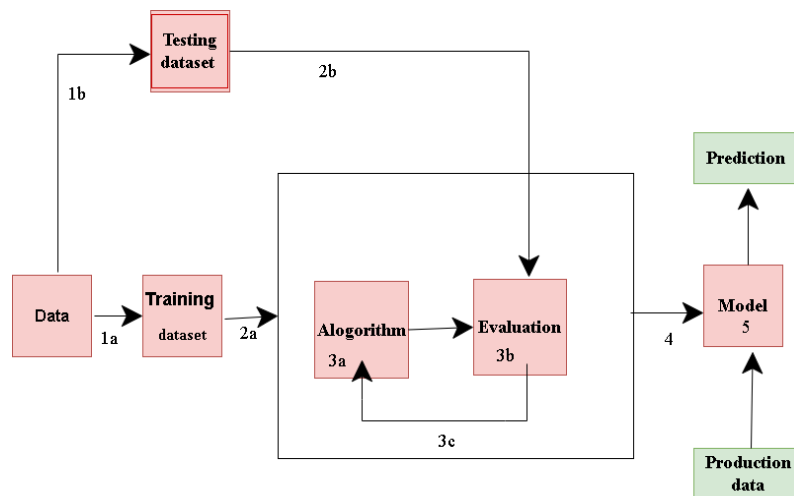 Testing
dataset
1b
2b
Prediction
Data
1a
Training
dataset
2a
Alogorithm
3a
Evaluation
3b
3c
4
Model
5
Production
data